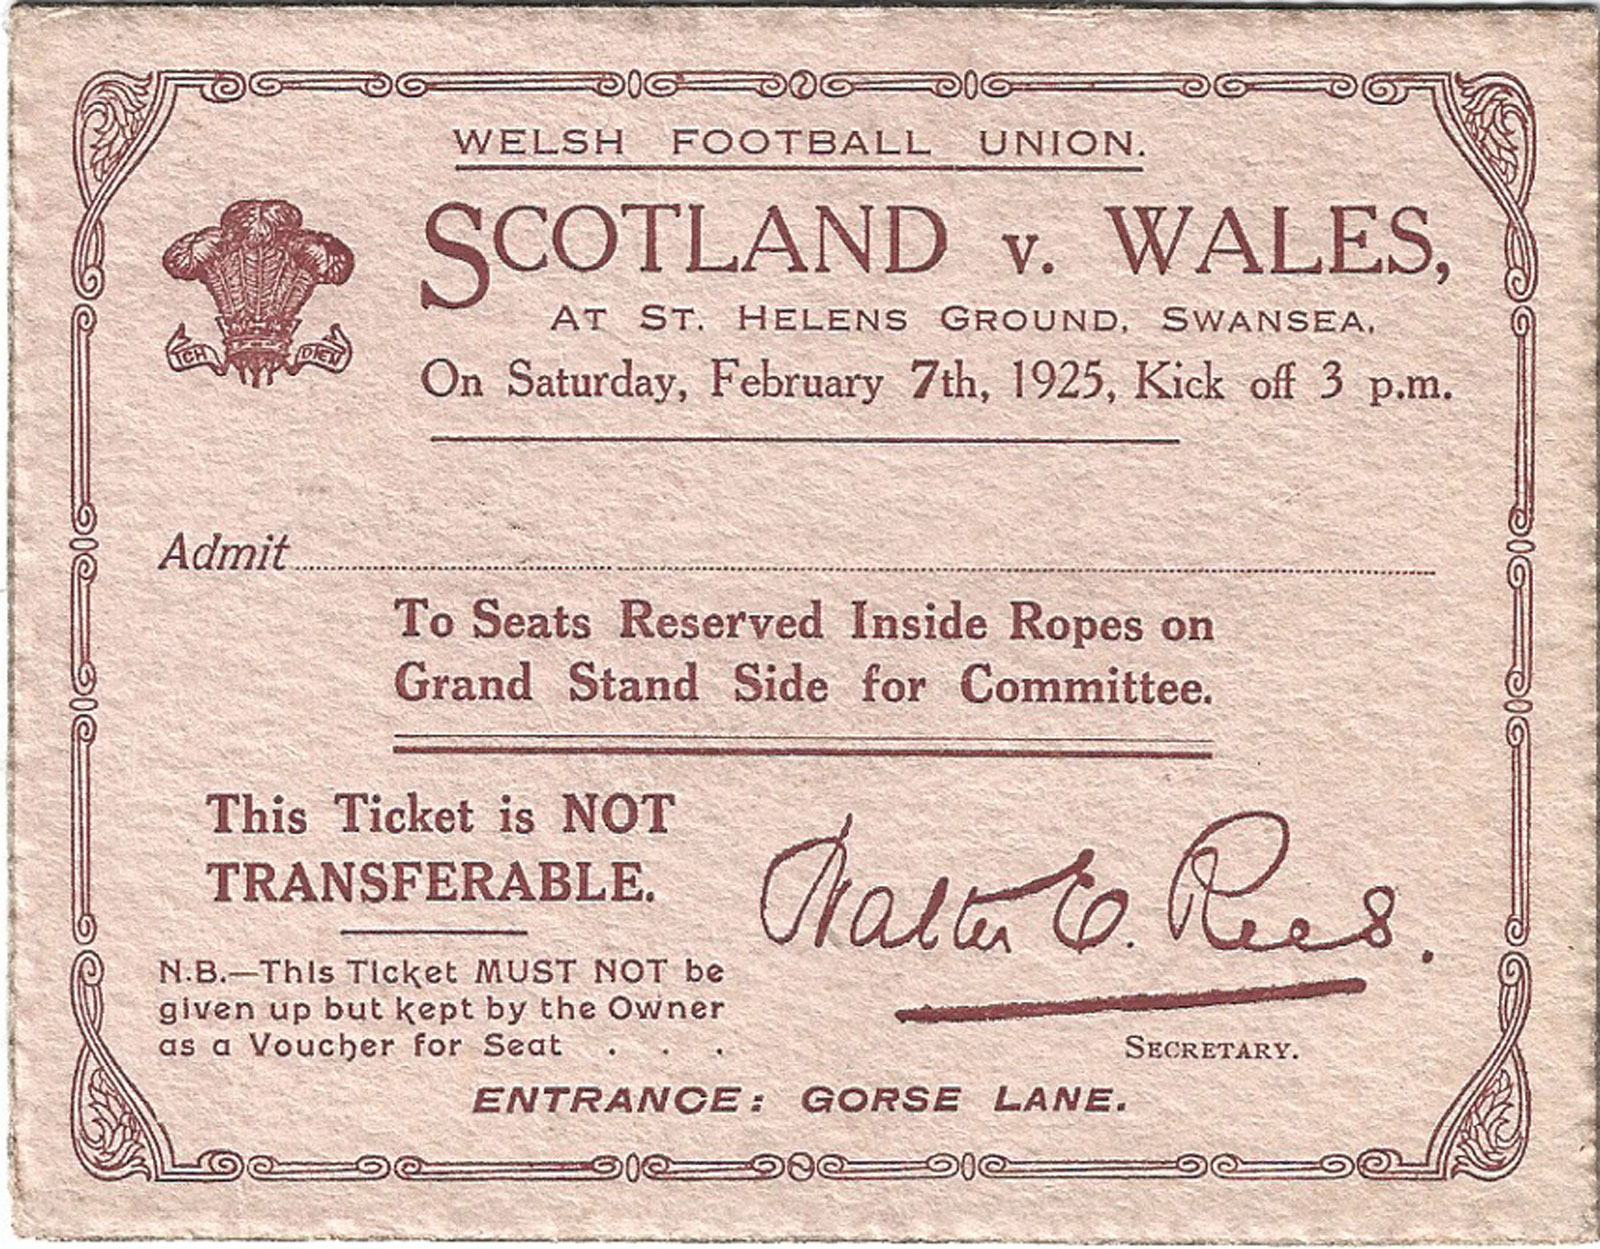 WELSH FOOTBALL UNION.
SCOTLAND v. WALES,
AT ST. HELENS GROUND, SWANSEA,
ICH DIEN
On Saturday, February 7th, 1925, Kick off 3 p.m.
Admit
To Seats Reserved Inside Ropes on
Grand Stand Side for Committee.
This Ticket is NOT
TRANSFERABLE.
N.B.—This Ticket MUST NOT be
given up but kept by the Owner
as a Voucher for Seat . . .
Walter E. Rees.
SECRETARY.
ENTRANCE: GORSE LANE.